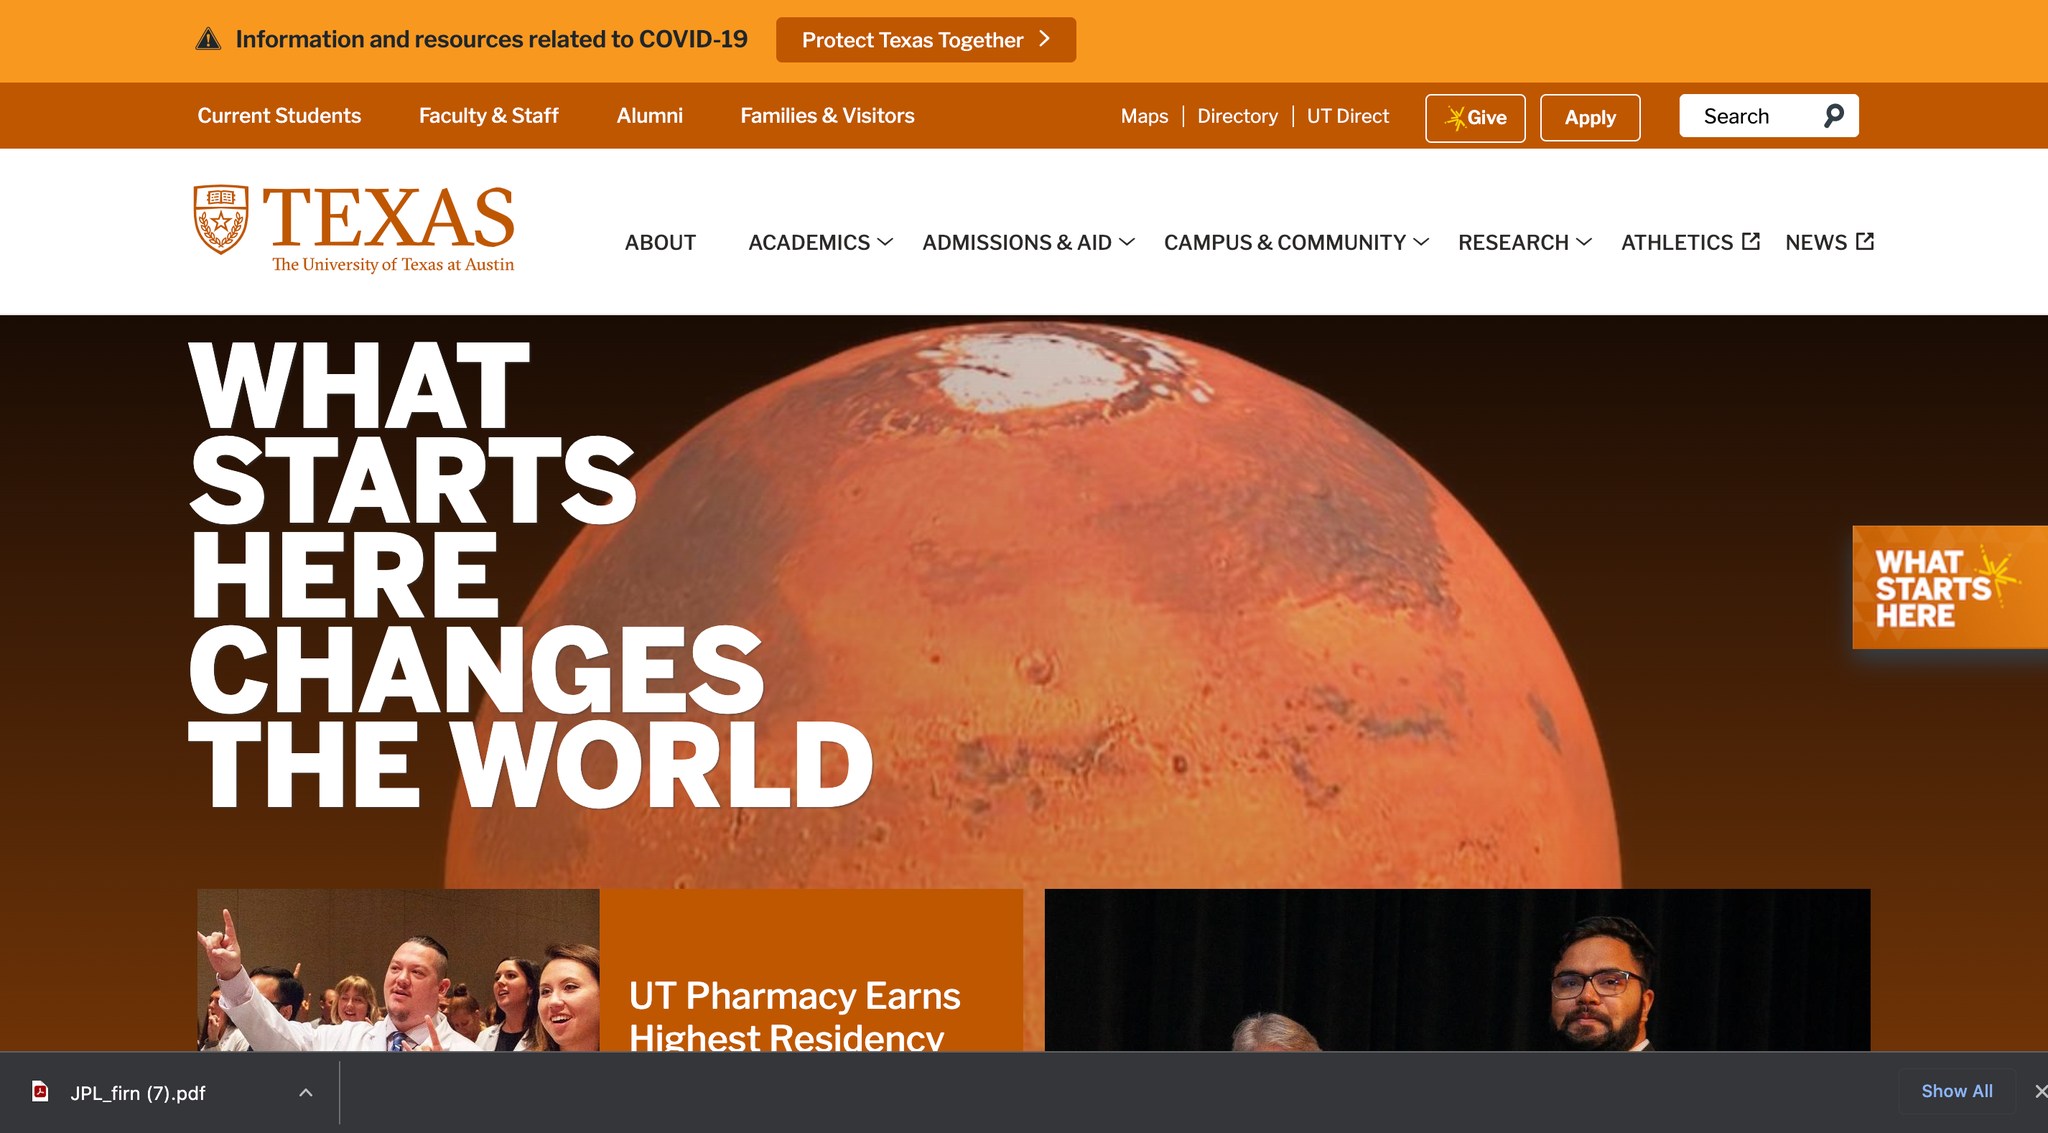 Information and resources related to COVID-19
Protect Texas Together
Current Students
Faculty & Staff
Alumni
Families & Visitors
Maps
Directory
UT Direct
Give
Apply
Search
TEXAS
The University of Texas at Austin
ABOUT
ACADEMICS
ADMISSIONS & AID
CAMPUS & COMMUNITY
RESEARCH
ATHLETICS
NEWS
WHAT
STARTS
HERE
CHANGES
THE WORLD
WHAT
STARTS
HERE
UT Pharmacy Earns
Highest Residency
JPL_firn (7).pdf
Show All